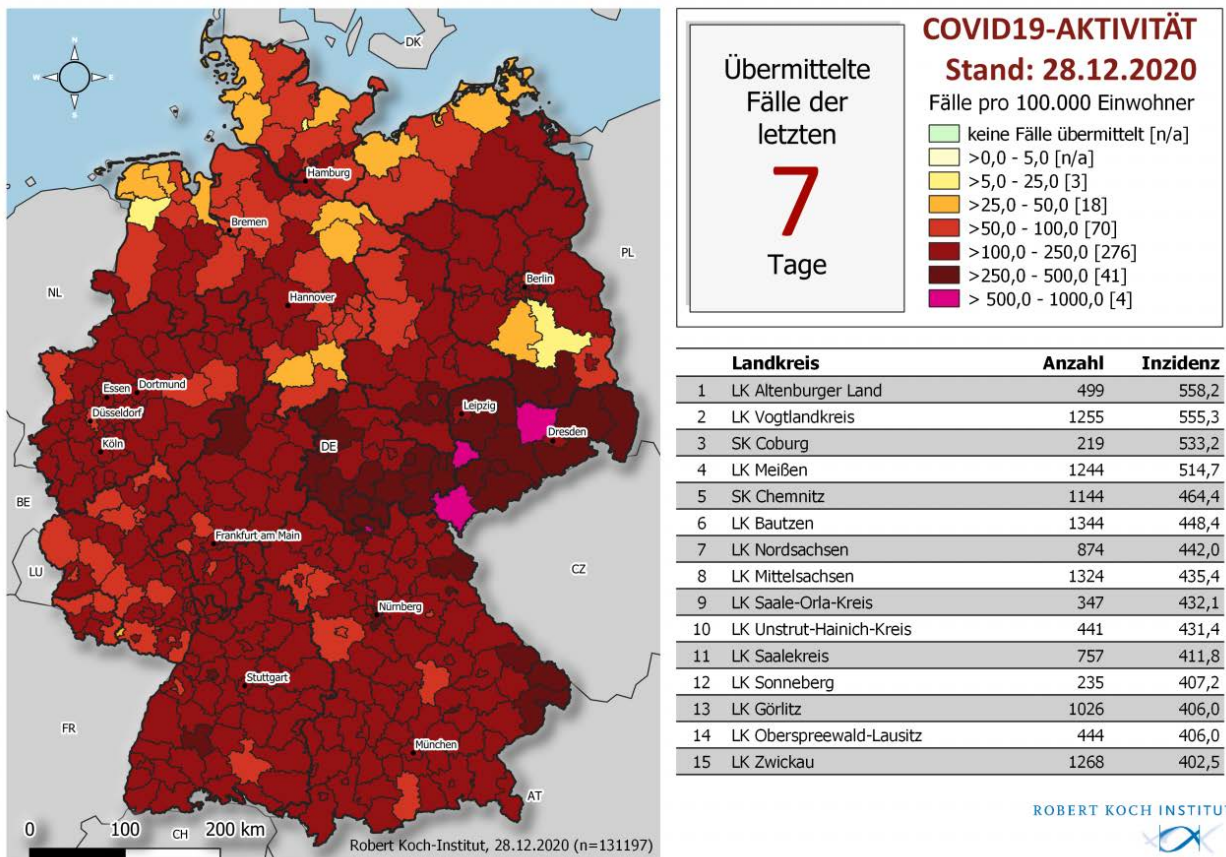 N
W
E
S
DK
Hamburg
Bremen
PL
NL
Berlin
Hannover
Essen
Dortmund
Düsseldorf
Leipzig
Köln
DE
Dresden
BE
Frankfurt am Main
LU
CZ
Nürnberg
Stuttgart
FR
München
AT
0 100 200 km
CH
Robert Koch-Institut, 28.12.2020 (n=131197)
Übermittelte
Fälle der
letzten
7
Tage
COVID19-AKTIVITÄT
Stand: 28.12.2020
Fälle pro 100.000 Einwohner
keine Fälle übermittelt [n/a]
>0,0 - 5,0 [n/a]
>5,0 - 25,0 [3]
>25,0 - 50,0 [18]
>50,0 - 100,0 [70]
>100,0 - 250,0 [276]
>250,0 - 500,0 [41]
> 500,0 - 1000,0 [4]
Landkreis Anzahl Inzidenz
1 LK Altenburger Land 499 558,2
2 LK Vogtlandkreis 1255 555,3
3 SK Coburg 219 533,2
4 LK Meißen 1244 514,7
5 SK Chemnitz 1144 464,4
6 LK Bautzen 1344 448,4
7 LK Nordsachsen 874 442,0
8 LK Mittelsachsen 1324 435,4
9 LK Saale-Orla-Kreis 347 432,1
10 LK Unstrut-Hainich-Kreis 441 431,4
11 LK Saalekreis 757 411,8
12 LK Sonneberg 235 407,2
13 LK Görlitz 1026 406,0
14 LK Oberspreewald-Lausitz 444 406,0
15 LK Zwickau 1268 402,5
ROBERT KOCH INSTITUT